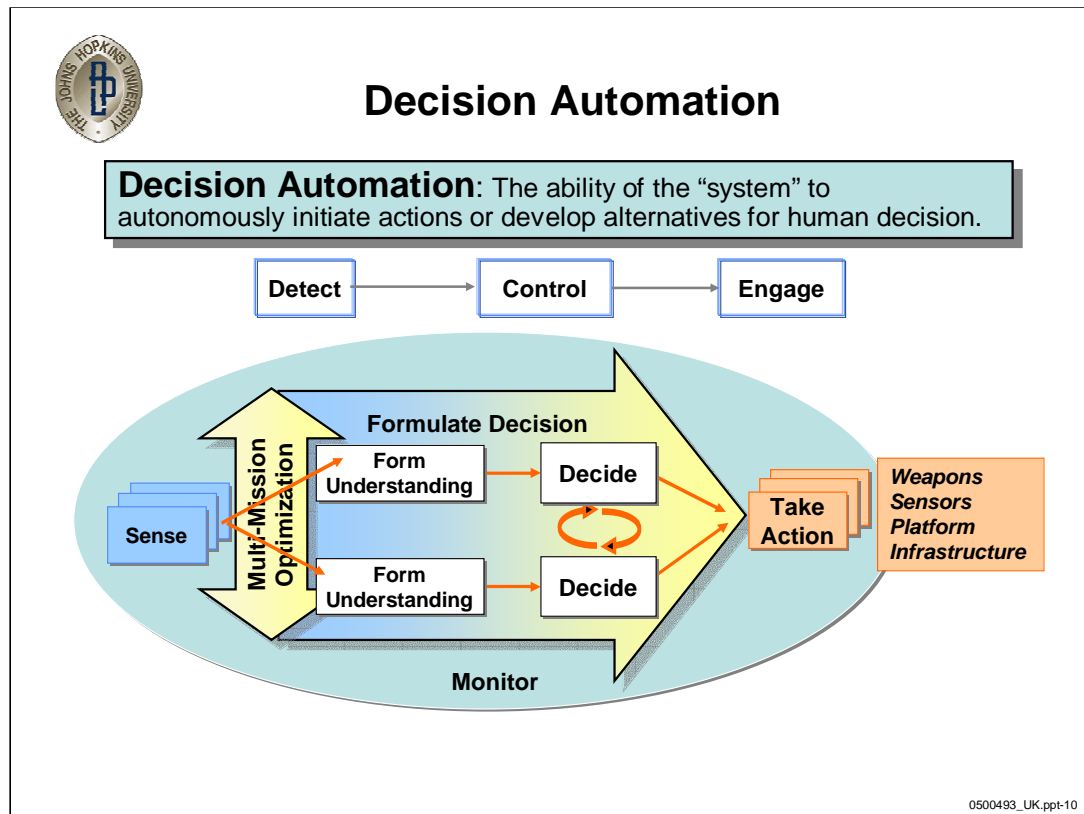 THE JOHNS HOPKINS UNIVERSITY
APL
Decision Automation
Decision Automation: The ability of the “system” to
autonomously initiate actions or develop alternatives for human decision.
Detect
Control
Engage
Formulate Decision
Multi-Mission
Optimization
Sense
Form
Understanding
Decide
Form
Understanding
Decide
Take
Action
Weapons
Sensors
Platform
Infrastructure
Monitor
0500493_UK.ppt-10